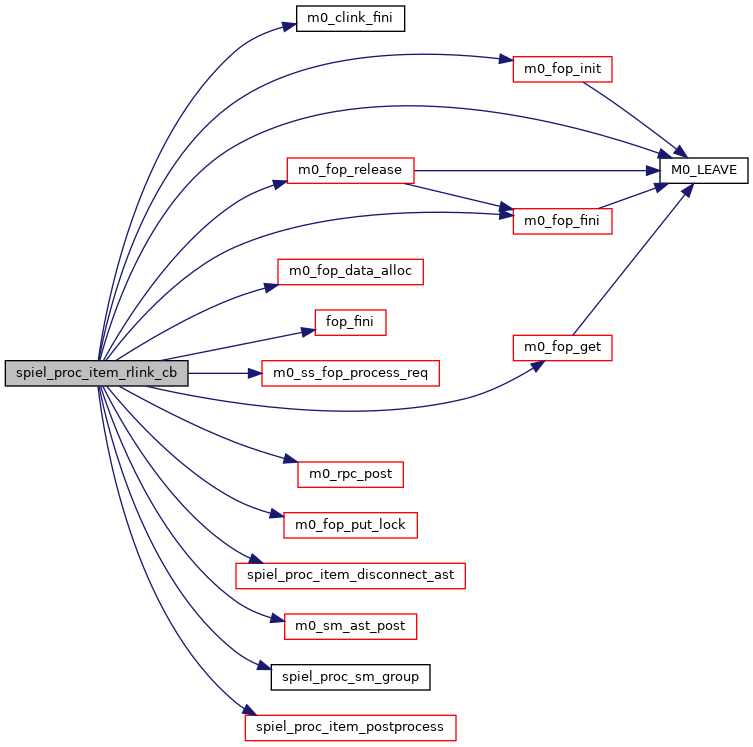 m0_clink_fini
m0_fop_init
M0_LEAVE
m0_fop_release
m0_fop_fini
m0_fop_data_alloc
fop_fini
m0_fop_get
spiel_proc_item_rlink_cb
m0_ss_fop_process_req
m0_rpc_post
m0_fop_put_lock
spiel_proc_item_disconnect_ast
m0_sm_ast_post
spiel_proc_sm_group
spiel_proc_item_postprocess